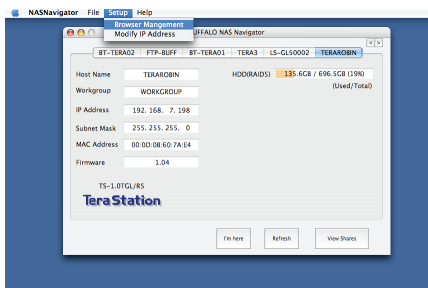 NASNavigator File Setup Help
Browser Mangement
Modify IP Address
UFFALO NAS Navigator
BT-TERA02 FTP-BUFF BT-TERA01 TERA3 LS-GL50002 TERAROBIN
Host Name TERAROBIN HDD(RAID5) 135.6GB / 696.5GB (19%)
(Used/Total)
Workgroup WORKGROUP
IP Address 192. 168. 7. 198
Subnet Mask 255. 255. 255. 0
MAC Address 00:0D:0B:60:7A:E4
Firmware 1.04
TS-1.0TGL/R5
TeraStation
I'm here Refresh View Shares